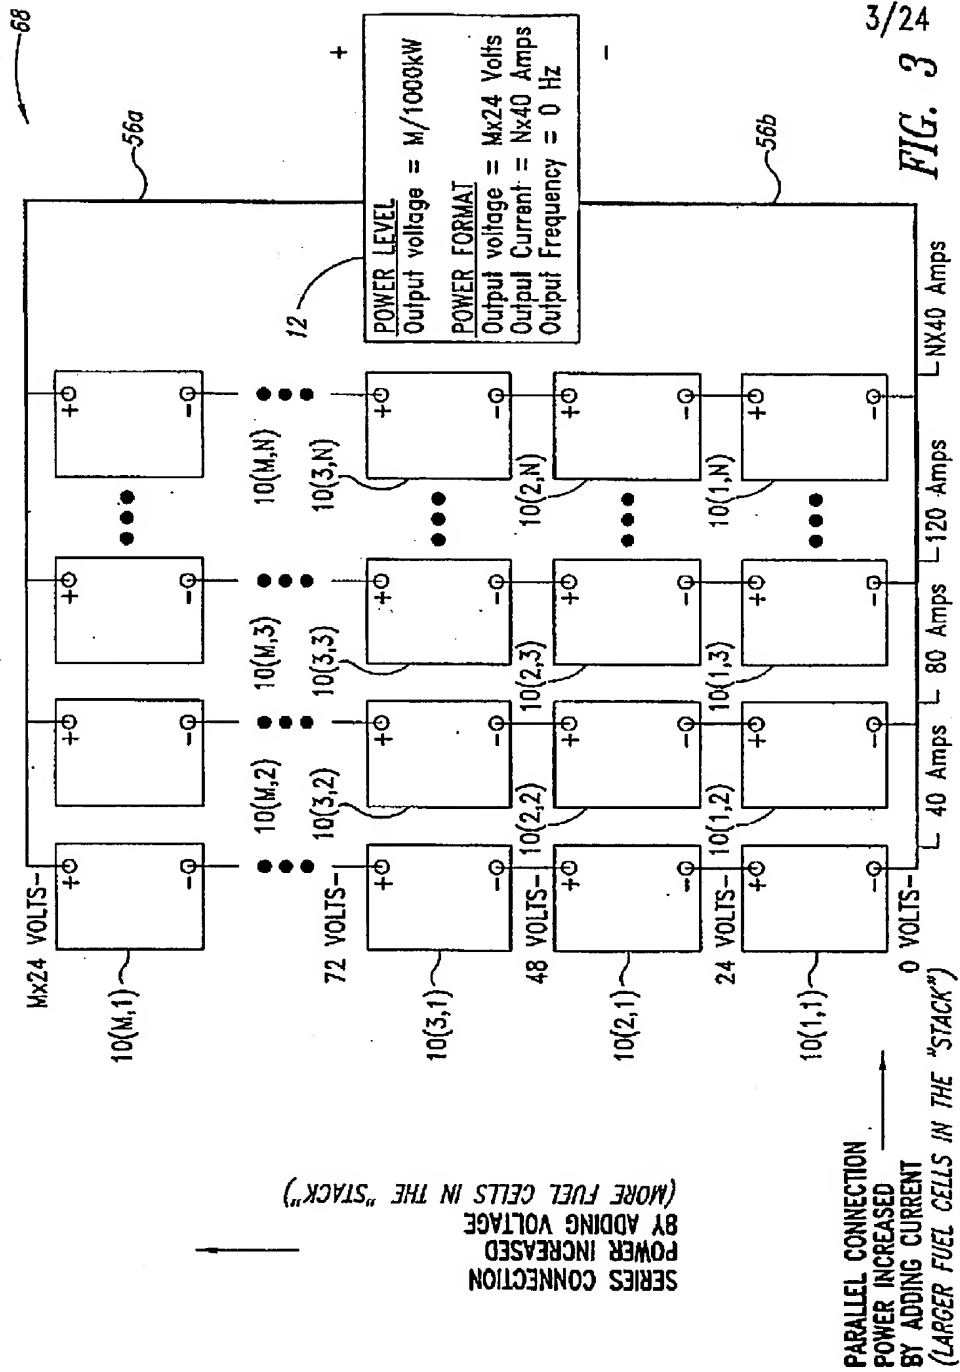 3/24
FIG. 3
68
56a
+
POWER LEVEL
Output voltage = M/1000kW
POWER FORMAT
Output voltage = Mx24 Volts
Output Current = Nx40 Amps
Output Frequency = 0 Hz
−
12
56b
Mx24 VOLTS-
+ + + +
- - - -
10(M,1)
10(M,2)
10(M,3)
10(M,N)
72 VOLTS-
+ + + +
- - - -
10(3,1)
10(3,2)
10(3,3)
10(3,N)
48 VOLTS-
+ + + +
- - - -
10(2,1)
10(2,2)
10(2,3)
10(2,N)
24 VOLTS-
+ + + +
- - - -
10(1,1)
10(1,2)
10(1,3)
10(1,N)
0 VOLTS-
40 Amps
80 Amps
120 Amps
NX40 Amps
SERIES CONNECTION
POWER INCREASED
BY ADDING VOLTAGE
(MORE FUEL CELLS IN THE "STACK")
PARALLEL CONNECTION
POWER INCREASED
BY ADDING CURRENT
(LARGER FUEL CELLS IN THE "STACK")